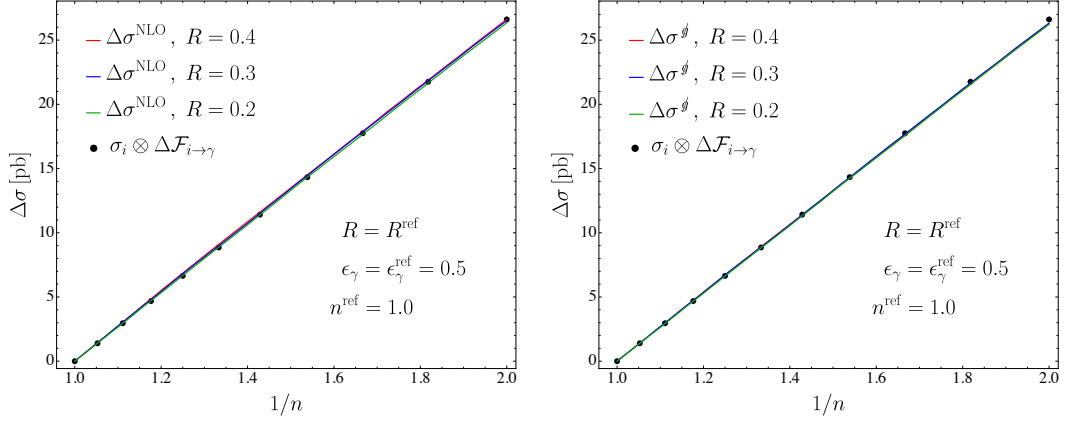 Δσ^NLO , R = 0.4
Δσ^NLO , R = 0.3
Δσ^NLO , R = 0.2
σ_i ⊗ Δℱ_{i→γ}
R = R^ref
ϵ_γ = ϵ_γ^ref = 0.5
n^ref = 1.0
Δσ [pb]
25
20
15
10
5
0
1.0 1.2 1.4 1.6 1.8 2.0
1/n
Δσ^𝑔̸ , R = 0.4
Δσ^𝑔̸ , R = 0.3
Δσ^𝑔̸ , R = 0.2
σ_i ⊗ Δℱ_{i→γ}
R = R^ref
ϵ_γ = ϵ_γ^ref = 0.5
n^ref = 1.0
Δσ [pb]
25
20
15
10
5
0
1.0 1.2 1.4 1.6 1.8 2.0
1/n